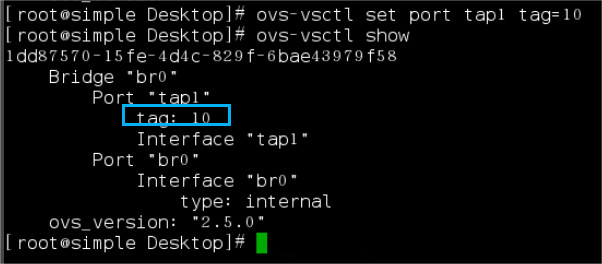 [root@simple Desktop]# ovs-vsctl set port tap1 tag=10
[root@simple Desktop]# ovs-vsctl show
1dd87570-15fe-4d4c-829f-6bae43979f58
    Bridge "br0"
        Port "tap1"
            tag: 10
            Interface "tap1"
        Port "br0"
            Interface "br0"
                type: internal
    ovs_version: "2.5.0"
[root@simple Desktop]#